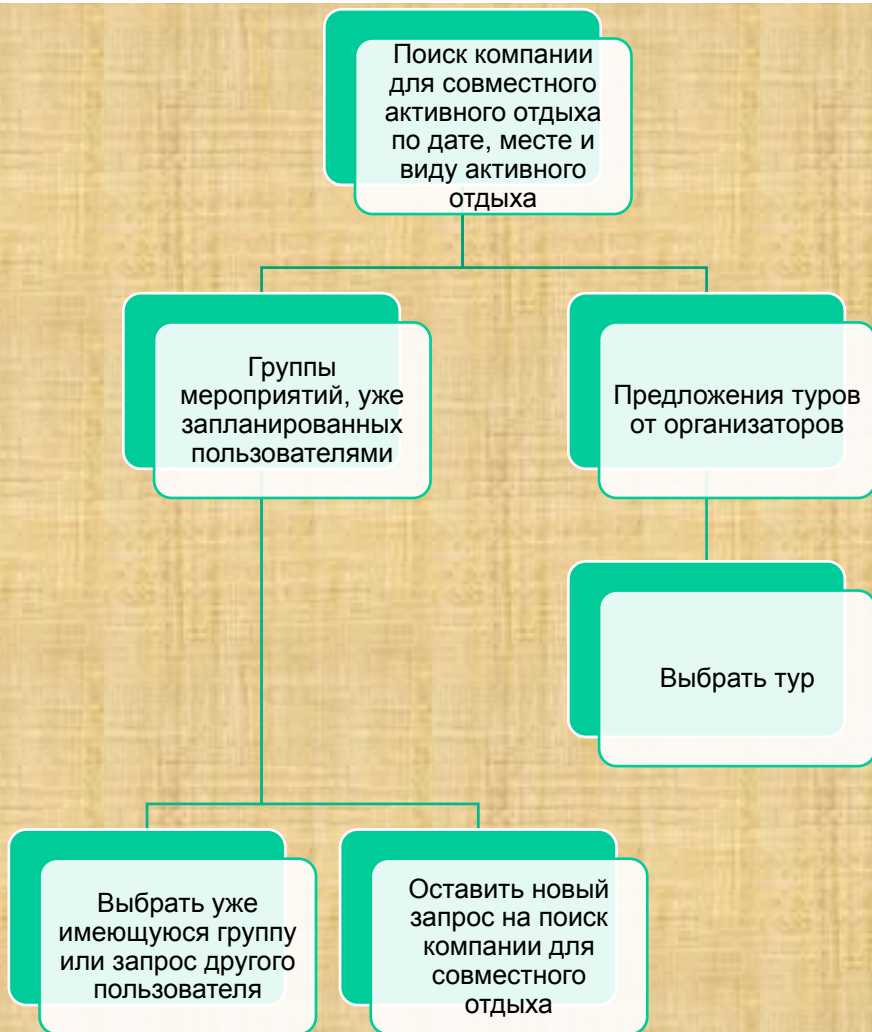 Поиск компании
для совместного
активного отдыха
по дате, месте и
виду активного
отдыха
Группы
мероприятий, уже
запланированных
пользователями
Предложения туров
от организаторов
Выбрать тур
Выбрать уже
имеющуюся группу
или запрос другого
пользователя
Оставить новый
запрос на поиск
компании для
совместного
отдыха